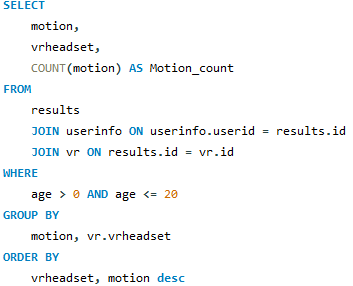 SELECT
motion,
vrheadset,
COUNT(motion) AS Motion_count
FROM
results
JOIN userinfo ON userinfo.userid = results.id
JOIN vr ON results.id = vr.id
WHERE
age > 0 AND age <= 20
GROUP BY
motion, vr.vrheadset
ORDER BY
vrheadset, motion desc